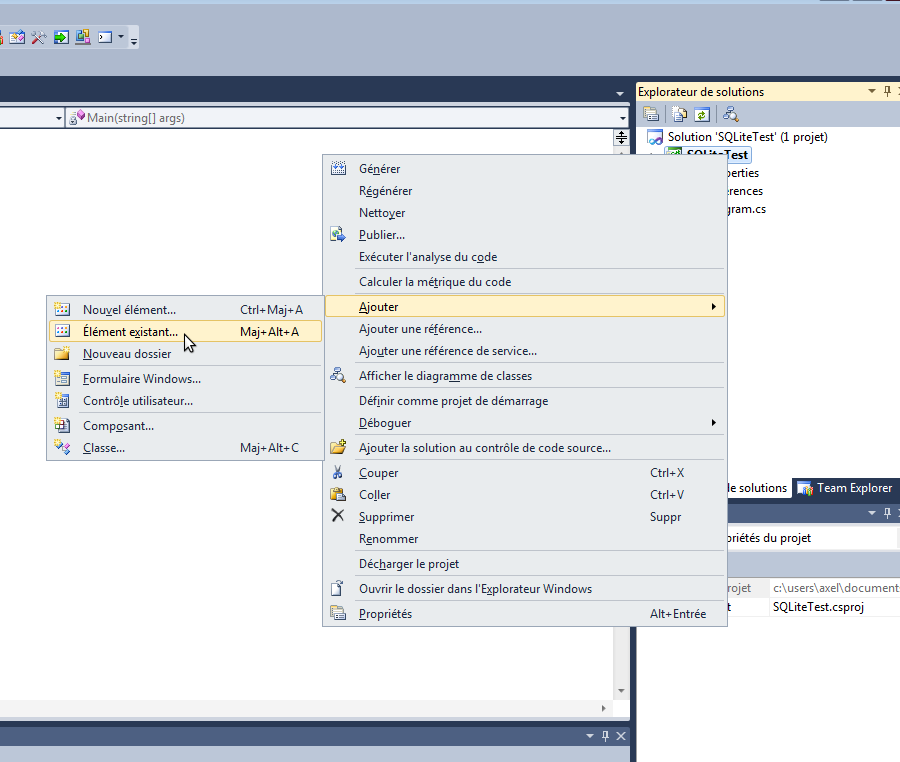 Main(string[] args)
Explorateur de solutions
Solution 'SQLiteTest' (1 projet)
SQLiteTest
Générer
Régénérer
Nettoyer
Publier...
Exécuter l'analyse du code
Calculer la métrique du code
Ajouter
Ajouter une référence...
Ajouter une référence de service...
Afficher le diagramme de classes
Définir comme projet de démarrage
Déboguer
Ajouter la solution au contrôle de code source...
Couper Ctrl+X
Coller Ctrl+V
Supprimer Suppr
Renommer
Décharger le projet
Ouvrir le dossier dans l'Explorateur Windows
Propriétés Alt+Entrée
Nouvel élément... Ctrl+Maj+A
Élément existant... Maj+Alt+A
Nouveau dossier
Formulaire Windows...
Contrôle utilisateur...
Composant...
Classe... Maj+Alt+C
perties
erences
gram.cs
de solutions
Team Explorer
priétés du projet
rojet c:\users\axel\document
t SQLiteTest.csproj